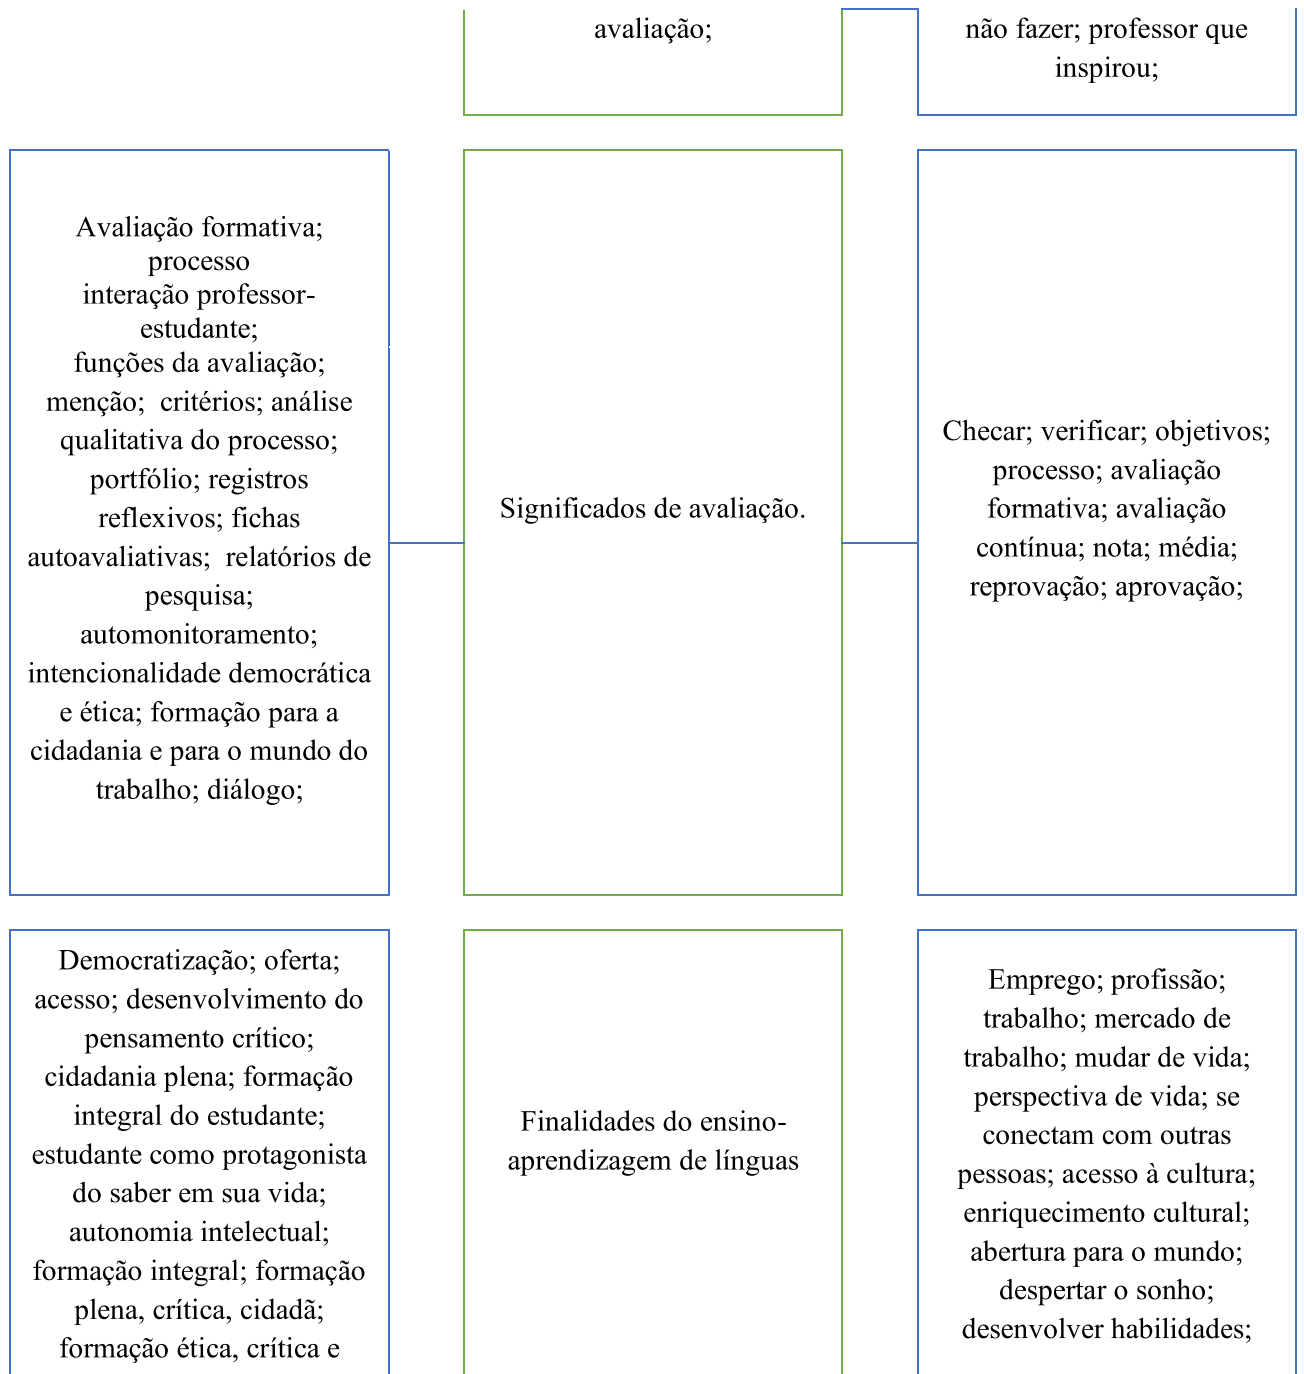 avaliação;
não fazer; professor que
inspirou;
Avaliação formativa;
processo
interação professor-
estudante;
funções da avaliação;
menção;  critérios; análise
qualitativa do processo;
portfólio; registros
reflexivos; fichas
autoavaliativas;  relatórios de
pesquisa;
automonitoramento;
intencionalidade democrática
e ética; formação para a
cidadania e para o mundo do
trabalho; diálogo;
Significados de avaliação.
Checar; verificar; objetivos;
processo; avaliação
formativa; avaliação
contínua; nota; média;
reprovação; aprovação;
Democratização; oferta;
acesso; desenvolvimento do
pensamento crítico;
cidadania plena; formação
integral do estudante;
estudante como protagonista
do saber em sua vida;
autonomia intelectual;
formação integral; formação
plena, crítica, cidadã;
formação ética, crítica e
Finalidades do ensino-
aprendizagem de línguas
Emprego; profissão;
trabalho; mercado de
trabalho; mudar de vida;
perspectiva de vida; se
conectam com outras
pessoas; acesso à cultura;
enriquecimento cultural;
abertura para o mundo;
despertar o sonho;
desenvolver habilidades;